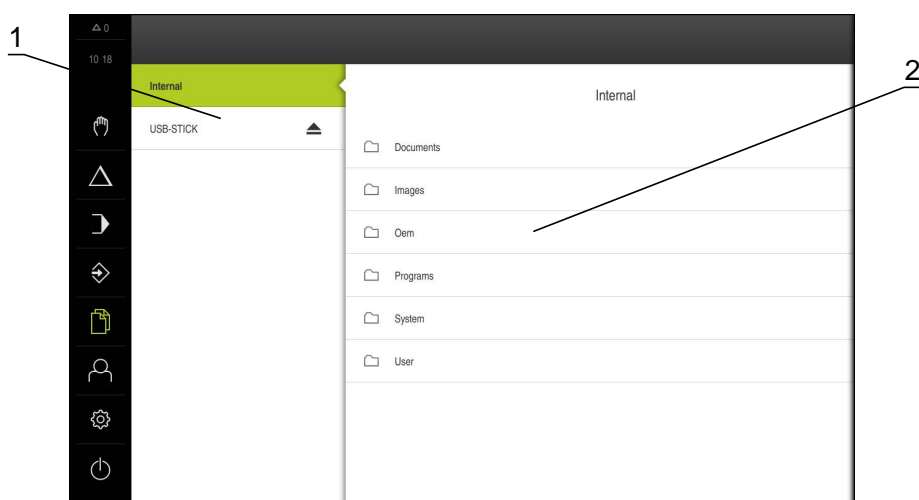 1
0
10 18
Internal
USB-STICK
Internal
Documents
Images
Oem
Programs
System
User
2